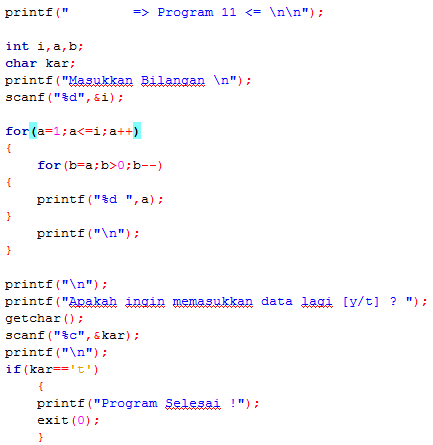 printf("         => Program 11 <= \n\n");
int i,a,b;
char kar;
printf("Masukkan Bilangan \n");
scanf("%d",&i);
for(a=1;a<=i;a++)
{
    for(b=a;b>0;b--)
{
    printf("%d ",a);
}
    printf("\n");
}
printf("\n");
printf("Apakah ingin memasukkan data lagi [y/t] ? ");
getchar();
scanf("%c",&kar);
printf("\n");
if(kar=='t')
    {
    printf("Program Selesai !");
    exit(0);
    }